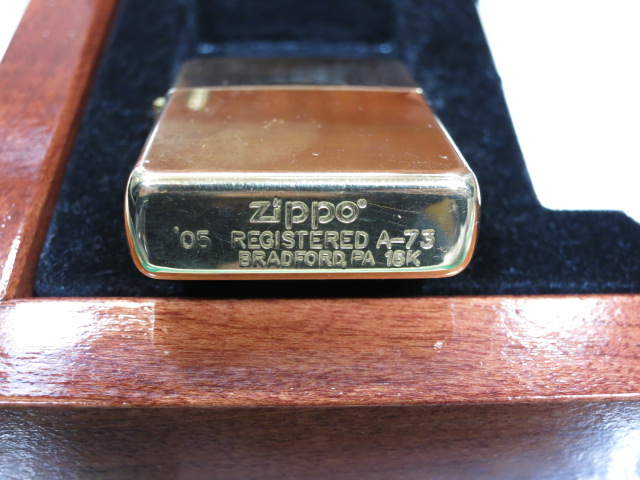 Zippo®
'05 REGISTERED A-73
BRADFORD, PA 18K